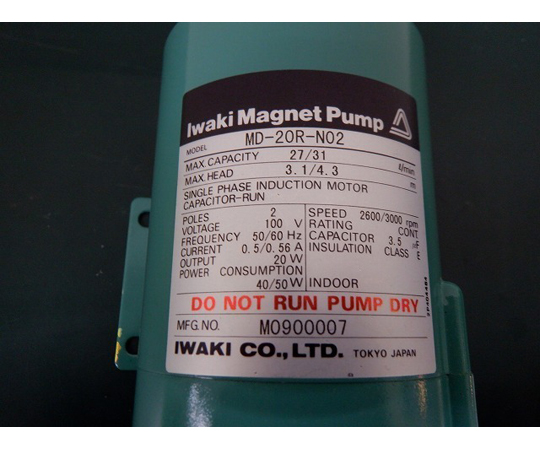 Iwaki Magnet Pump
MODEL MD-20R-N02
MAX. CAPACITY 27/31 ℓ/min
MAX. HEAD 3.1/4.3 m
SINGLE PHASE INDUCTION MOTOR
CAPACITOR-RUN
POLES 2
VOLTAGE 100 V
FREQUENCY 50/60 Hz
CURRENT 0.5/0.56 A
OUTPUT 20 W
POWER CONSUMPTION
40/50 W
SPEED 2600/3000 rpm
RATING CONT.
CAPACITOR 3.5 μF
INSULATION CLASS E
INDOOR
DO NOT RUN PUMP DRY
MFG. NO. M0900007
IWAKI CO., LTD. TOKYO JAPAN